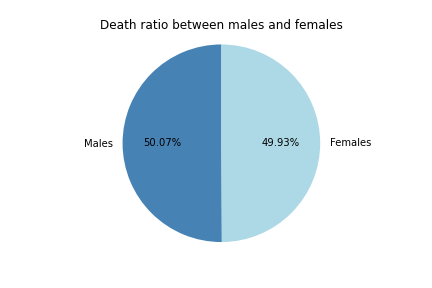 Death ratio between males and females
Males
50.07%
49.93%
Females